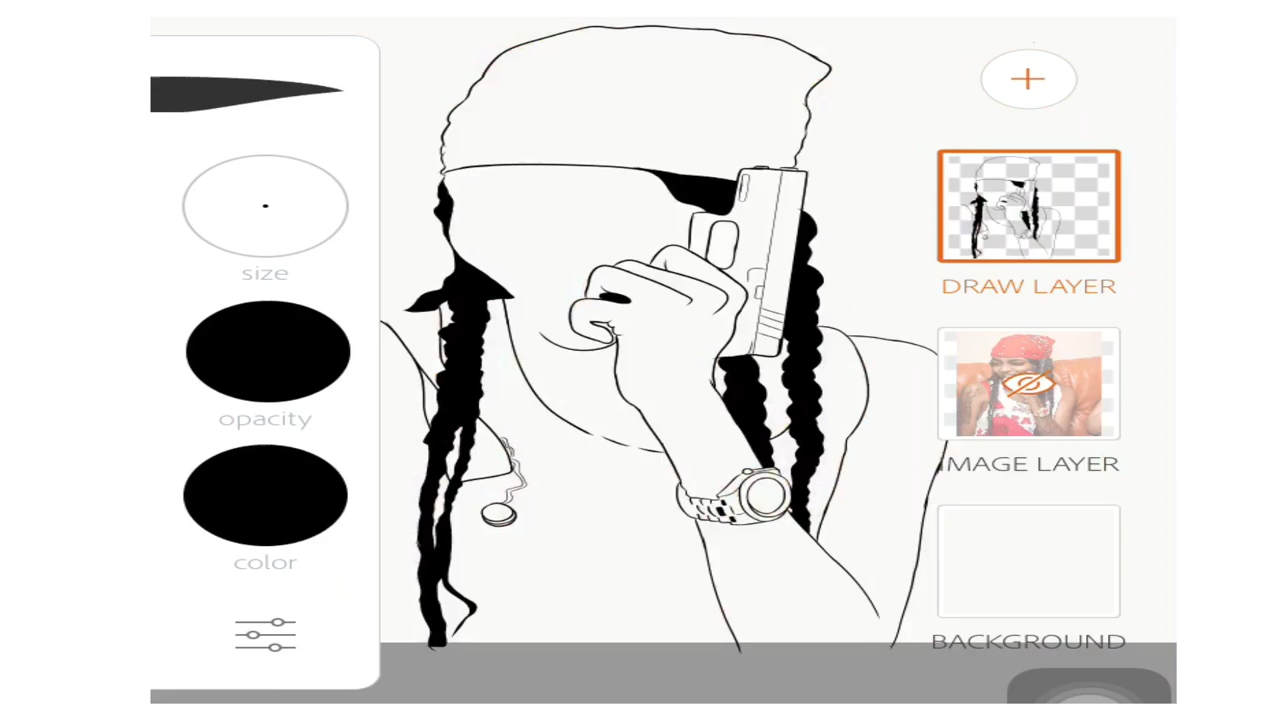 size
opacity
color
DRAW LAYER
IMAGE LAYER
BACKGROUND